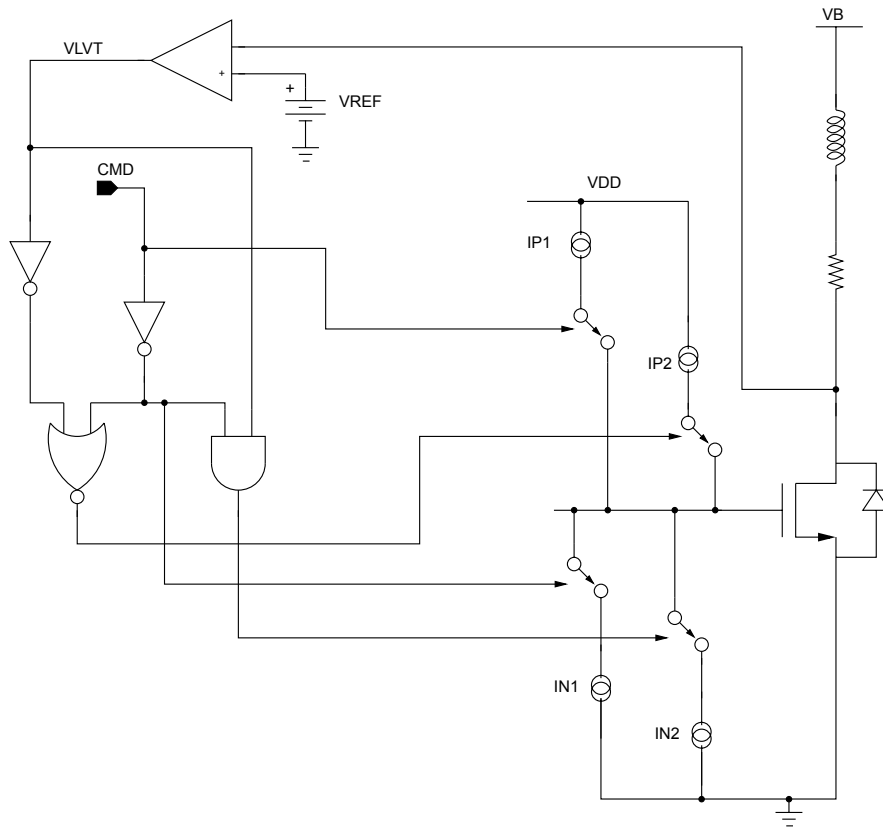 VB
VLVT
+
+
VREF
CMD
VDD
IP1
IP2
IN1
IN2